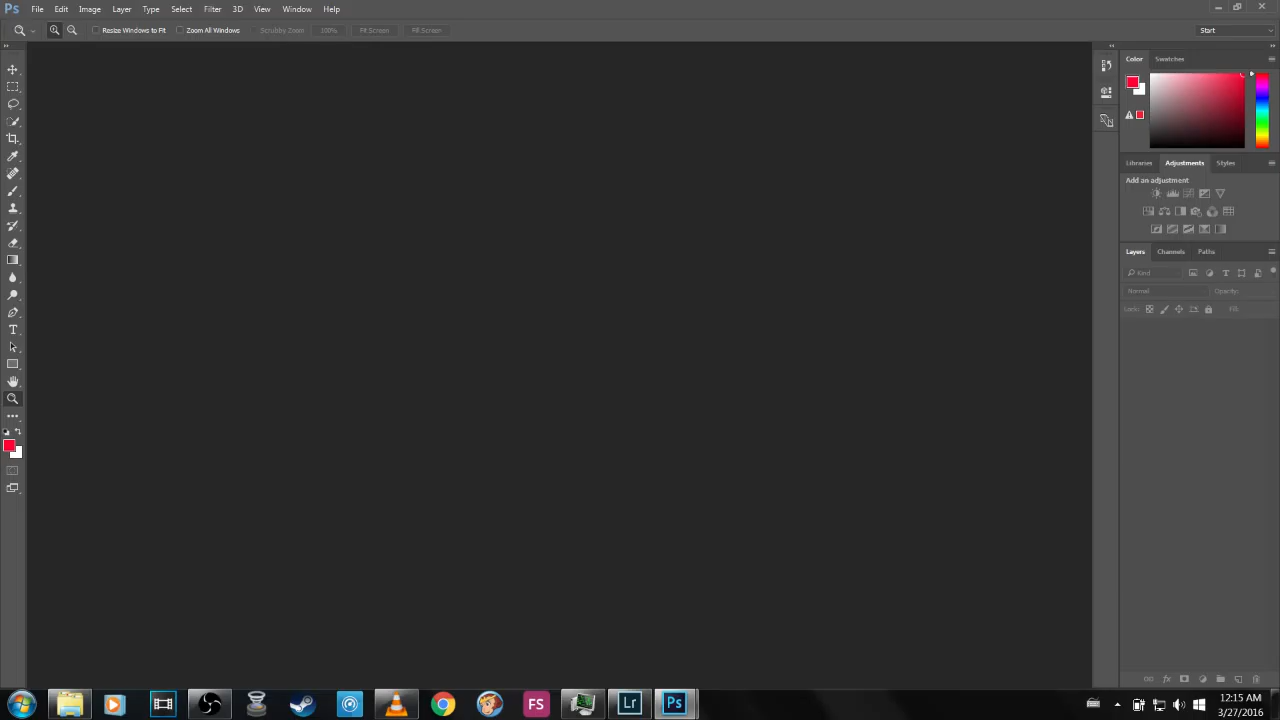 Ps File Edit Image Layer Type Select Filter 3D View Window Help
Resize Windows to Fit Zoom All Windows Scrubby Zoom 100% Fit Screen Fill Screen Start
Color Swatches
Libraries Adjustments Styles
Add an adjustment
Layers Channels Paths
Kind
Normal Opacity:
Lock: Fill:
T
FS Lr Ps
12:15 AM
3/27/2016